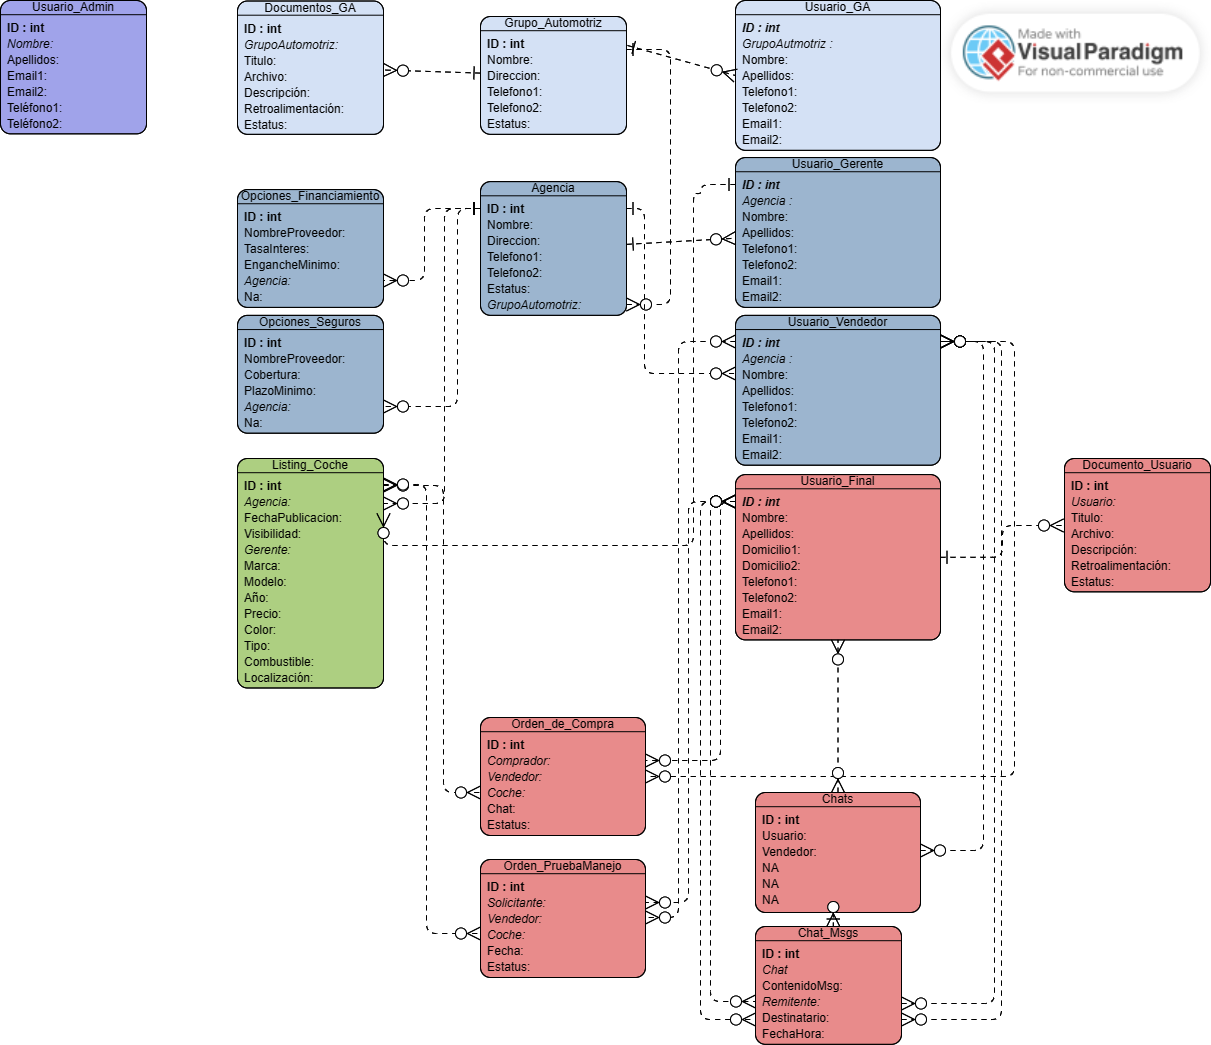 Usuario_Admin
ID : int
Nombre:
Apellidos:
Email1:
Email2:
Teléfono1:
Teléfono2:
Documentos_GA
ID : int
GrupoAutomotriz:
Titulo:
Archivo:
Descripción:
Retroalimentación:
Estatus:
Grupo_Automotriz
ID : int
Nombre:
Direccion:
Telefono1:
Telefono2:
Estatus:
Usuario_GA
ID : int
GrupoAutmotriz :
Nombre:
Apellidos:
Telefono1:
Telefono2:
Email1:
Email2:
Made with
Visual Paradigm
For non-commercial use
Opciones_Financiamiento
ID : int
NombreProveedor:
TasaInteres:
EngancheMinimo:
Agencia:
Na:
Agencia
ID : int
Nombre:
Direccion:
Telefono1:
Telefono2:
Estatus:
GrupoAutomotriz:
Usuario_Gerente
ID : int
Agencia :
Nombre:
Apellidos:
Telefono1:
Telefono2:
Email1:
Email2:
Opciones_Seguros
ID : int
NombreProveedor:
Cobertura:
PlazoMinimo:
Agencia:
Na:
Usuario_Vendedor
ID : int
Agencia :
Nombre:
Apellidos:
Telefono1:
Telefono2:
Email1:
Email2:
Listing_Coche
ID : int
Agencia:
FechaPublicacion:
Visibilidad:
Gerente:
Marca:
Modelo:
Año:
Precio:
Color:
Tipo:
Combustible:
Localización:
Usuario_Final
ID : int
Nombre:
Apellidos:
Domicilio1:
Domicilio2:
Telefono1:
Telefono2:
Email1:
Email2:
Documento_Usuario
ID : int
Usuario:
Titulo:
Archivo:
Descripción:
Retroalimentación:
Estatus:
Orden_de_Compra
ID : int
Comprador:
Vendedor:
Coche:
Chat:
Estatus:
Chats
ID : int
Usuario:
Vendedor:
NA
NA
NA
Orden_PruebaManejo
ID : int
Solicitante:
Vendedor:
Coche:
Fecha:
Estatus:
Chat_Msgs
ID : int
Chat
ContenidoMsg:
Remitente:
Destinatario:
FechaHora: